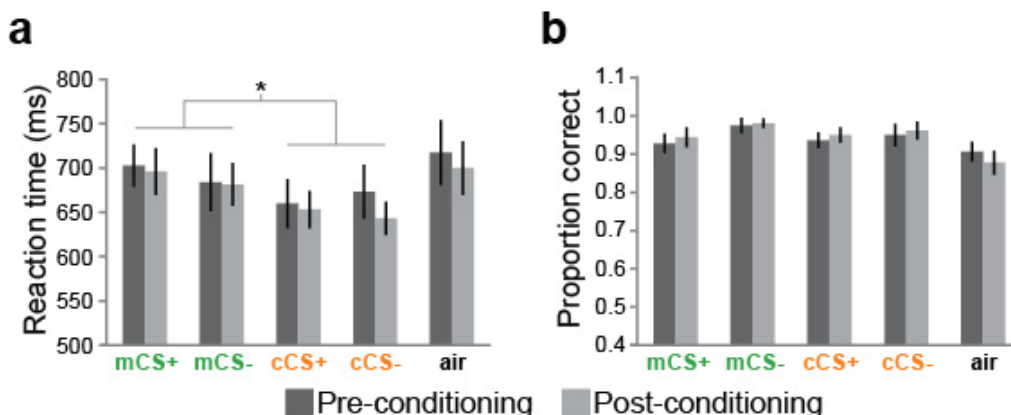 a
Reaction time (ms)
800
750
700
650
600
550
500
*
mCS+ mCS- cCS+ cCS- air
b
Proportion correct
1.1
1.0
0.9
0.8
0.7
0.6
0.5
0.4
mCS+ mCS- cCS+ cCS- air
Pre-conditioning Post-conditioning